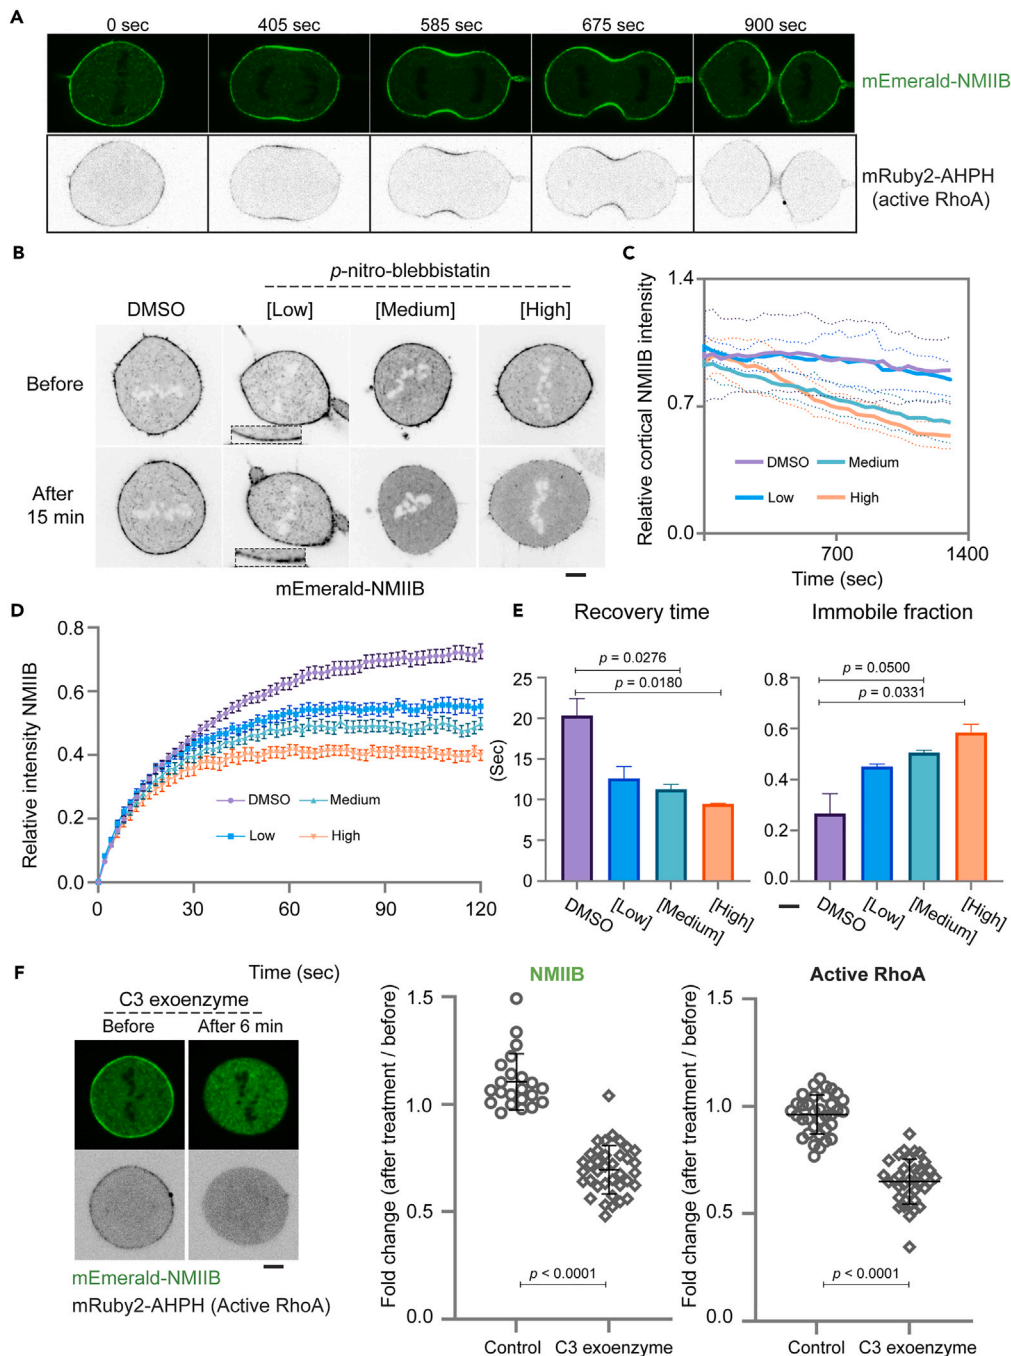 A
0 sec 405 sec 585 sec 675 sec 900 sec
mEmerald-NMIIB
mRuby2-AHPH
(active RhoA)
B
p-nitro-blebbistatin
DMSO [Low] [Medium] [High]
Before
After
15 min
mEmerald-NMIIB
C
Relative cortical NMIIB intensity
1.4
0.7
0.0
DMSO Medium
Low High
700 1400
Time (sec)
D
Relative intensity NMIIB
0.8
0.6
0.4
0.2
0.0
DMSO Medium
Low High
0 30 60 90 120
Time (sec)
E
Recovery time
p = 0.0276
p = 0.0180
(Sec)
25
20
15
10
5
0
DMSO [Low] [Medium] [High]
Immobile fraction
p = 0.0500
p = 0.0331
0.8
0.6
0.4
0.2
0.0
DMSO [Low] [Medium] [High]
F
C3 exoenzyme
Before After 6 min
mEmerald-NMIIB
mRuby2-AHPH (Active RhoA)
NMIIB
Fold change (after treatment / before)
1.5
1.0
0.5
0.0
p < 0.0001
Control C3 exoenzyme
Active RhoA
Fold change (after treatment / before)
1.5
1.0
0.5
0.0
p < 0.0001
Control C3 exoenzyme